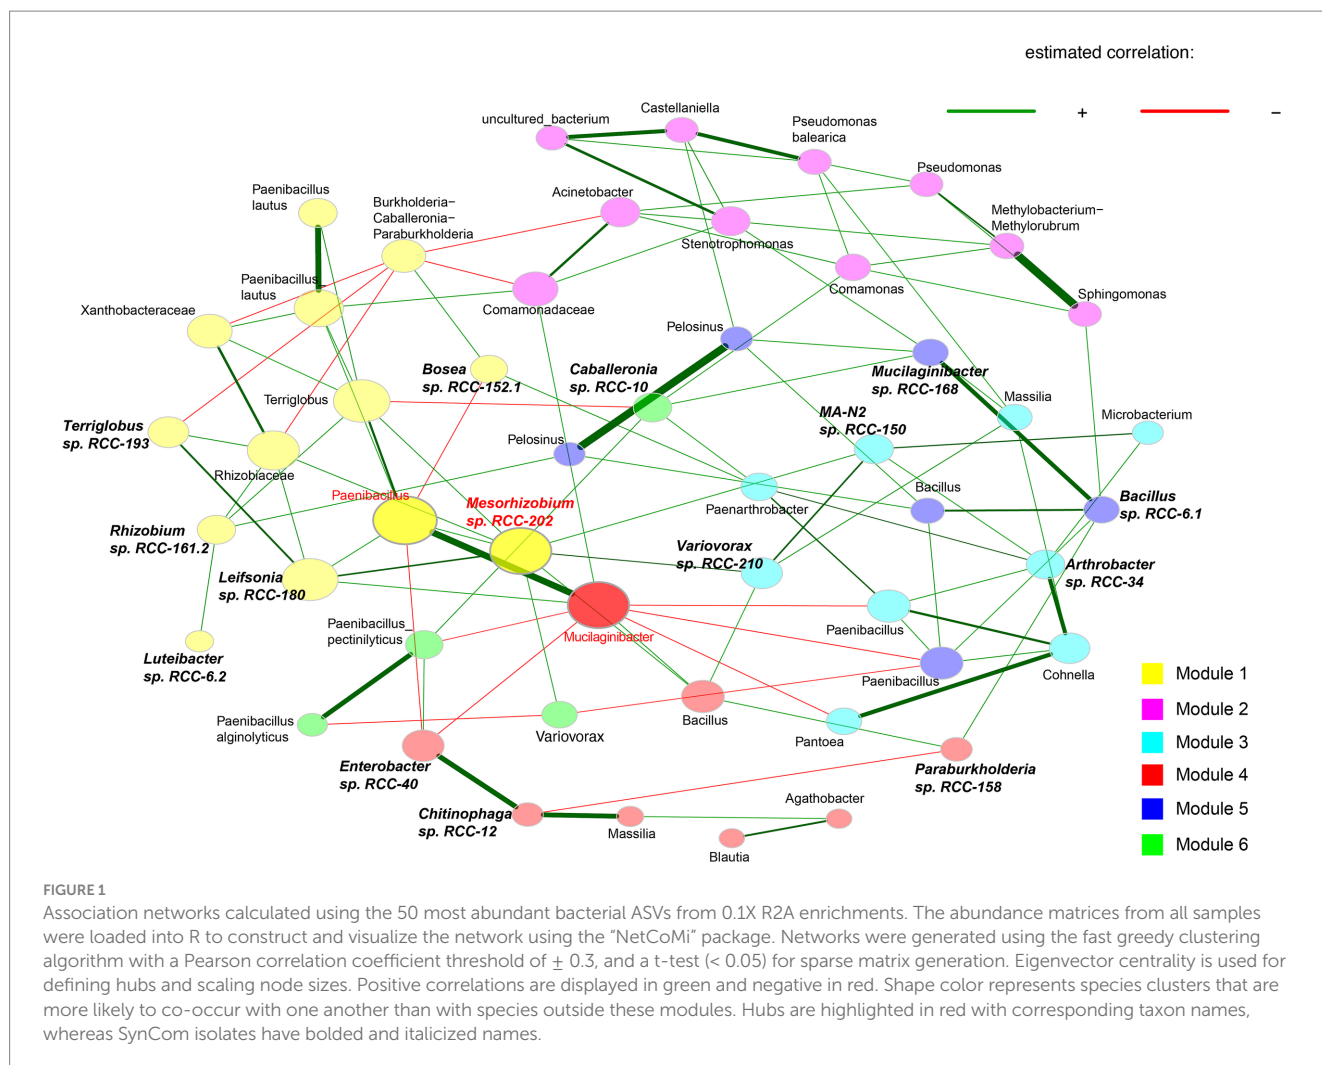 estimated correlation:
+
−
Castellaniella
uncultured_bacterium
Pseudomonas
balearica
Pseudomonas
Paenibacillus
lautus
Burkholderia−
Caballeronia−
Paraburkholderia
Acinetobacter
Methylobacterium−
Methylorubrum
Stenotrophomonas
Paenibacillus_
lautus
Comamonas
Sphingomonas
Xanthobacteraceae
Comamonadaceae
Pelosinus
Bosea
sp. RCC-152.1
Caballeronia
sp. RCC-10
Mucilaginibacter
sp. RCC-168
Terriglobus
Massilia
MA-N2
sp. RCC-150
Microbacterium
Terriglobus
sp. RCC-193
Pelosinus
Rhizobiaceae
Paenibacillus
Mesorhizobium
sp. RCC-202
Paenarthrobacter
Bacillus
Bacillus
sp. RCC-6.1
Rhizobium
sp. RCC-161.2
Variovorax
sp. RCC-210
Arthrobacter
sp. RCC-34
Leifsonia
sp. RCC-180
Paenibacillus_
pectinilyticus
Mucilaginibacter
Paenibacillus
Luteibacter
sp. RCC-6.2
Paenibacillus
Cohnella
Paenibacillus
alginolyticus
Variovorax
Bacillus
Pantoea
Enterobacter
sp. RCC-40
Paraburkholderia
sp. RCC-158
Chitinophaga
sp. RCC-12
Massilia
Agathobacter
Blautia
Module 1
Module 2
Module 3
Module 4
Module 5
Module 6
FIGURE 1
Association networks calculated using the 50 most abundant bacterial ASVs from 0.1X R2A enrichments. The abundance matrices from all samples
were loaded into R to construct and visualize the network using the “NetCoMi” package. Networks were generated using the fast greedy clustering
algorithm with a Pearson correlation coefficient threshold of ± 0.3, and a t-test (< 0.05) for sparse matrix generation. Eigenvector centrality is used for
defining hubs and scaling node sizes. Positive correlations are displayed in green and negative in red. Shape color represents species clusters that are
more likely to co-occur with one another than with species outside these modules. Hubs are highlighted in red with corresponding taxon names,
whereas SynCom isolates have bolded and italicized names.